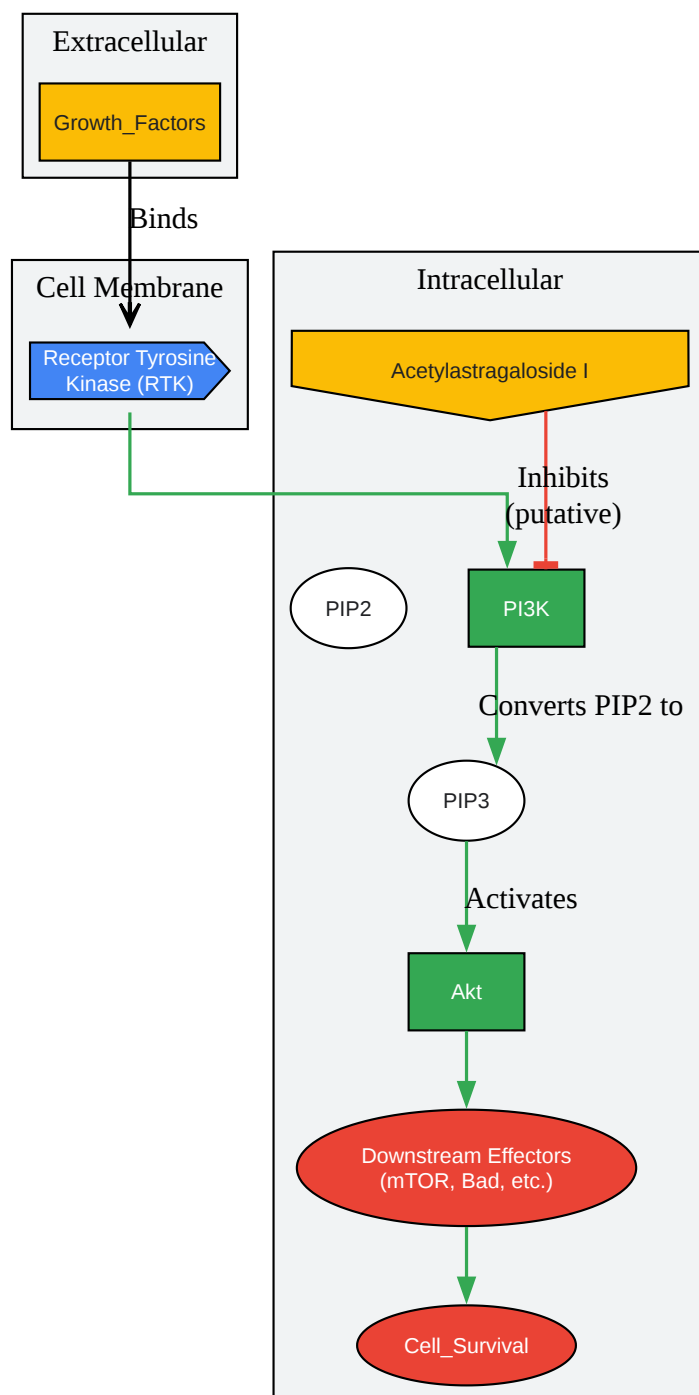 Extracellular
Growth_Factors
Binds
Cell Membrane
Receptor Tyrosine
Kinase (RTK)
Intracellular
Acetylastragaloside I
Inhibits
(putative)
PIP2
PI3K
Converts PIP2 to
PIP3
Activates
Akt
Downstream Effectors
(mTOR, Bad, etc.)
Cell_Survival